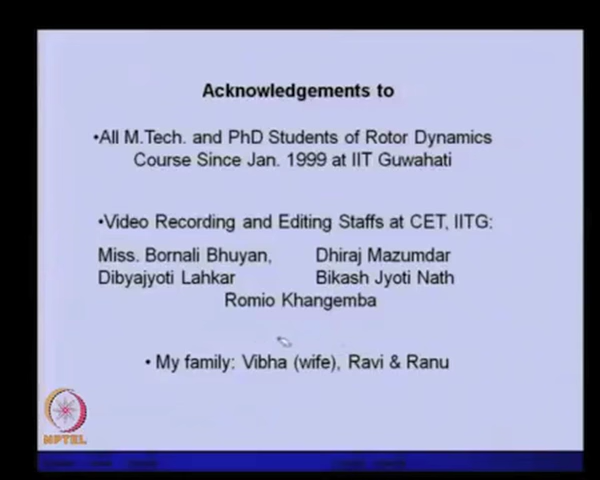 Acknowledgements to
•All M.Tech. and PhD Students of Rotor Dynamics
Course Since Jan. 1999 at IIT Guwahati
•Video Recording and Editing Staffs at CET, IITG:
Miss. Bornali Bhuyan, Dhiraj Mazumdar
Dibyajyoti Lahkar Bikash Jyoti Nath
Romio Khangemba
• My family: Vibha (wife), Ravi & Ranu
NPTEL